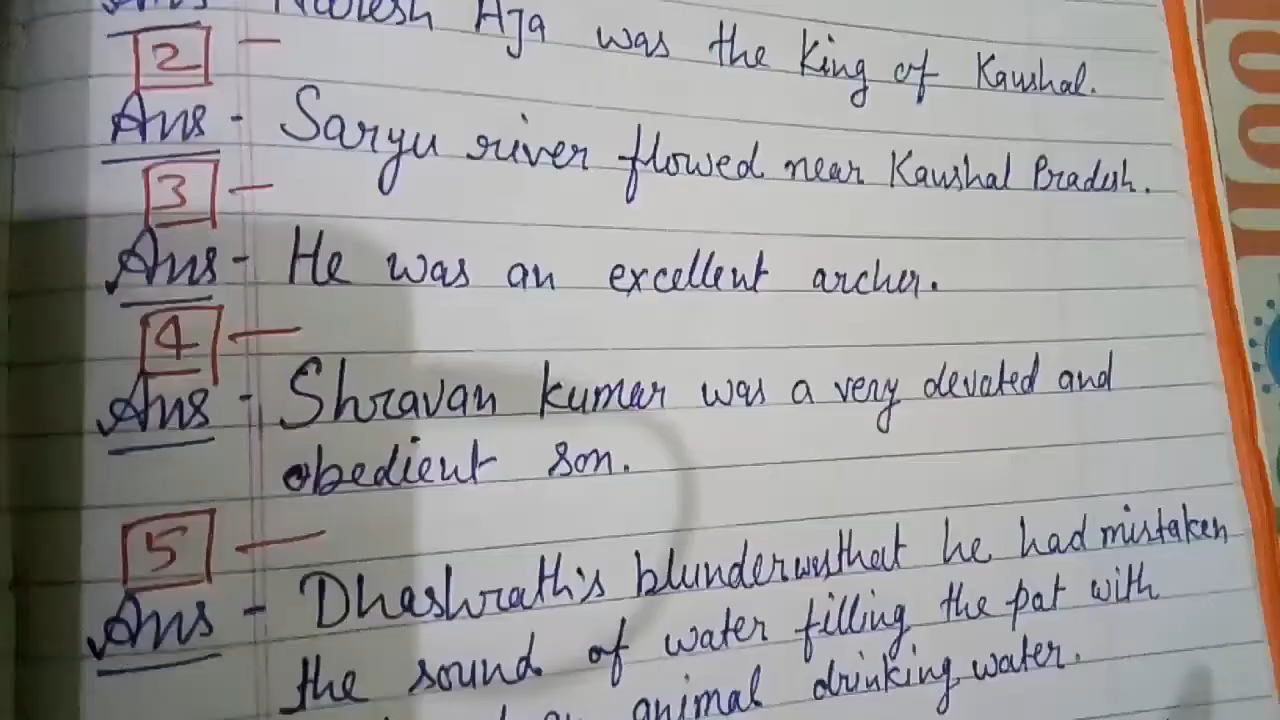 Aja was the king of Kaushal.
2 -
Ans - Saryu river flowed near Kaushal Pradesh.
3 -
Ans - He was an excellent archer.
4 -
Ans - Shravan kumar was a very devated and
obedient son.
5 -
Ans - Dhashrath's blunder was that he had mistaken
the sound of water filling the pat with
animal drinking water.